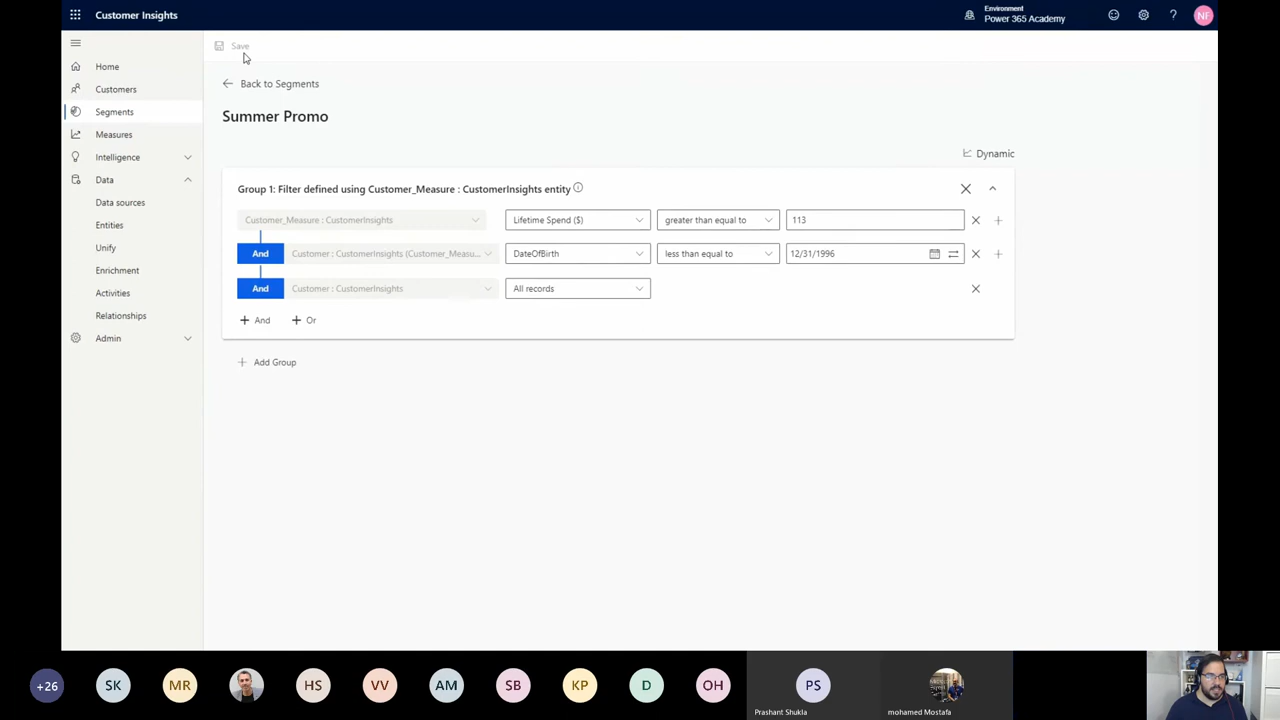 Customer Insights
Environment
Power 365 Academy
NF
Save
Home
Back to Segments
Customers
Segments
Summer Promo
Measures
Intelligence
Dynamic
Data
Group 1: Filter defined using Customer_Measure : CustomerInsights entity
Data sources
Customer_Measure : CustomerInsights
Lifetime Spend ($)
greater than equal to
113
Entities
Unify
And
Customer : CustomerInsights (Customer_Measu...
DateOfBirth
less than equal to
12/31/1996
Enrichment
Activities
And
Customer : CustomerInsights
All records
Relationships
And
Or
Admin
Add Group
+26
SK
MR
HS
VV
AM
SB
KP
D
OH
PS
Prashant Shukla
mohamed Mostafa